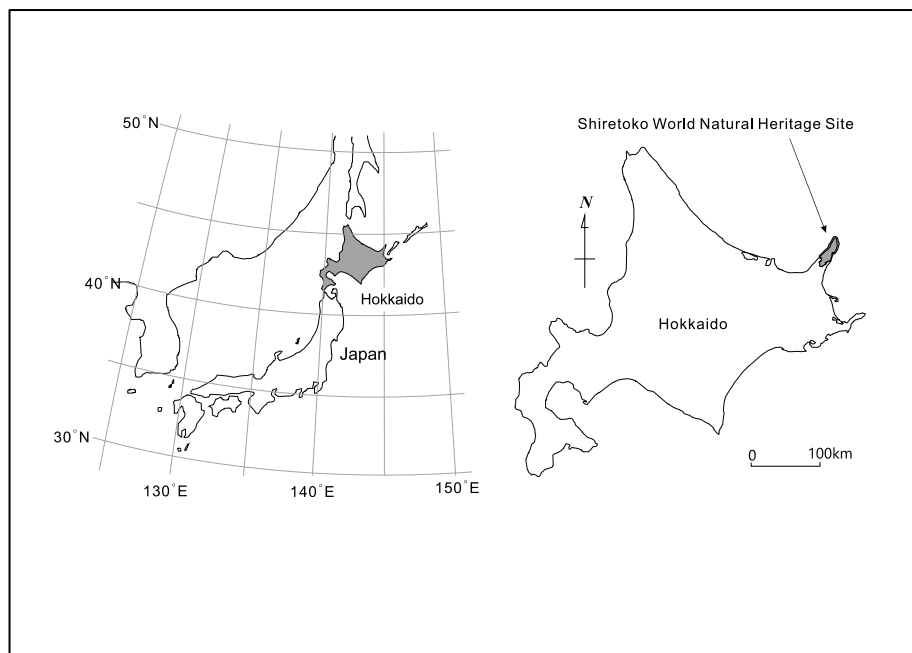 50°N
40°N
30°N
130°E
140°E
150°E
Hokkaido
Japan
Shiretoko World Natural Heritage Site
N
Hokkaido
0 100km